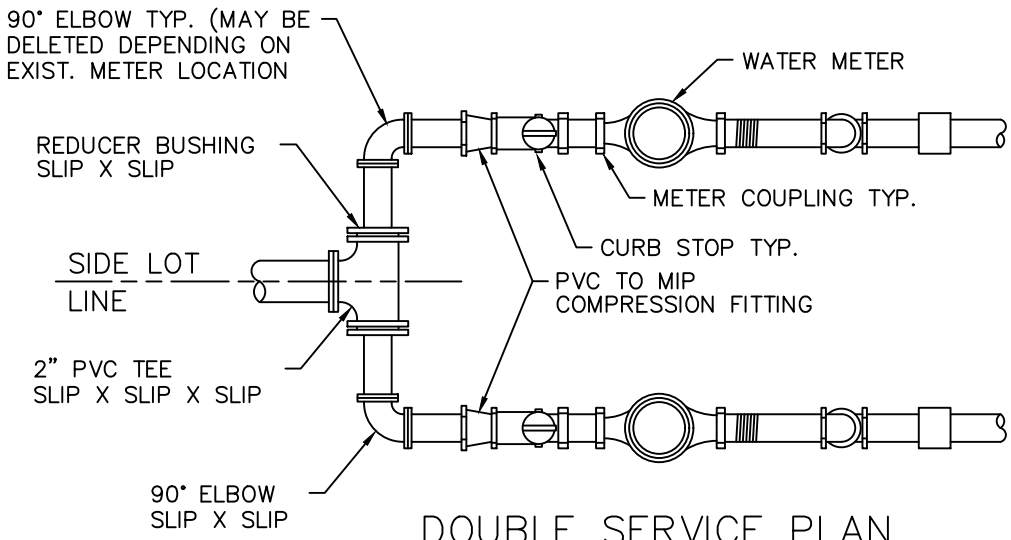 90° ELBOW TYP. (MAY BE
DELETED DEPENDING ON
EXIST. METER LOCATION
WATER METER
REDUCER BUSHING
SLIP X SLIP
METER COUPLING TYP.
CURB STOP TYP.
SIDE LOT
LINE
PVC TO MIP
COMPRESSION FITTING
2" PVC TEE
SLIP X SLIP X SLIP
90° ELBOW
SLIP X SLIP
DOUBLE SERVICE PLAN